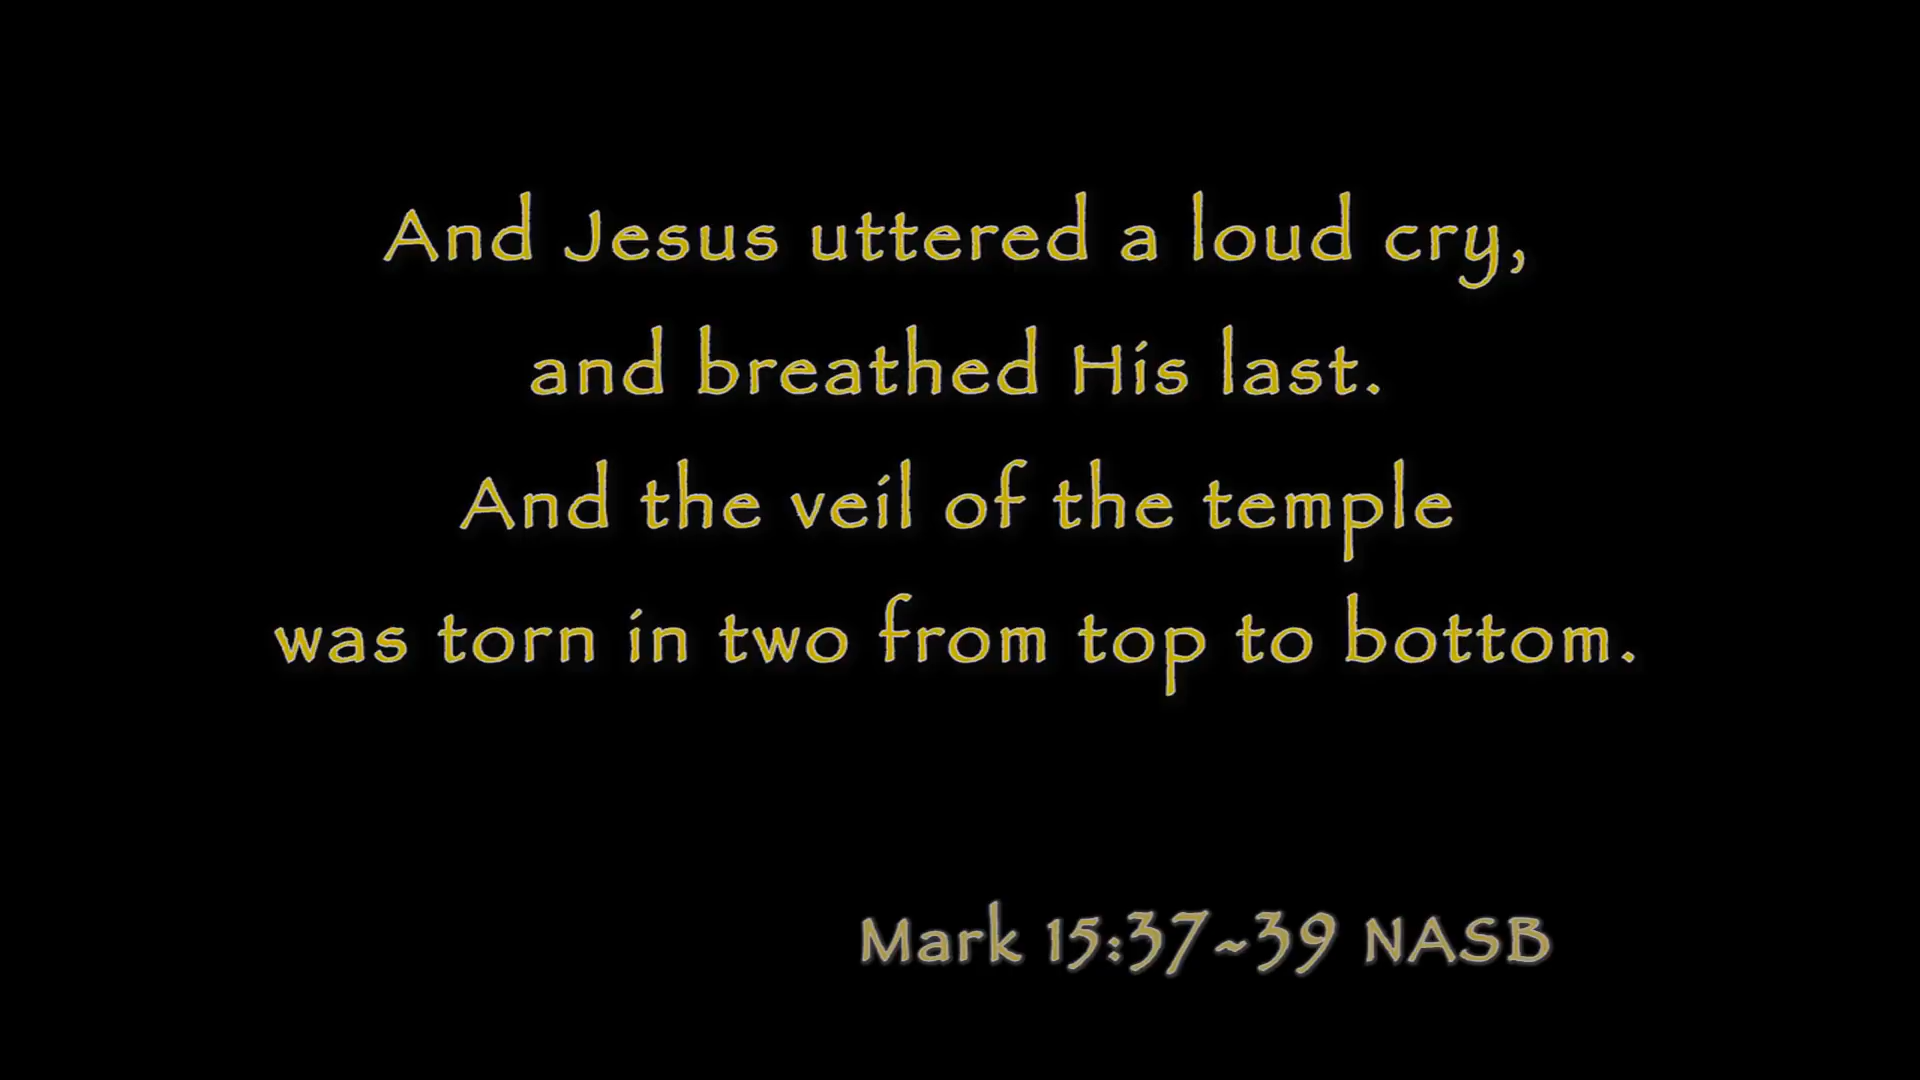 And Jesus uttered a loud cry,
and breathed His last.
And the veil of the temple
was torn in two from top to bottom.
Mark 15:37~39 NASB